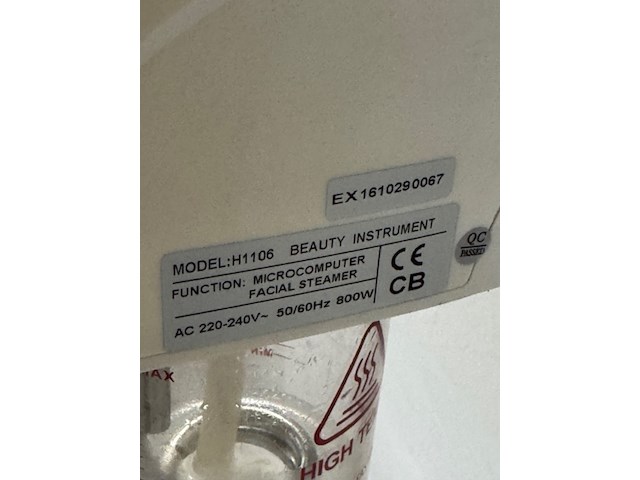 EX1610290067
MODEL:H1106 BEAUTY INSTRUMENT
FUNCTION: MICROCOMPUTER
FACIAL STEAMER
AC 220-240V~ 50/60Hz 800W
CE
CB
QC
PASSED
MIN
MAX
HIGH